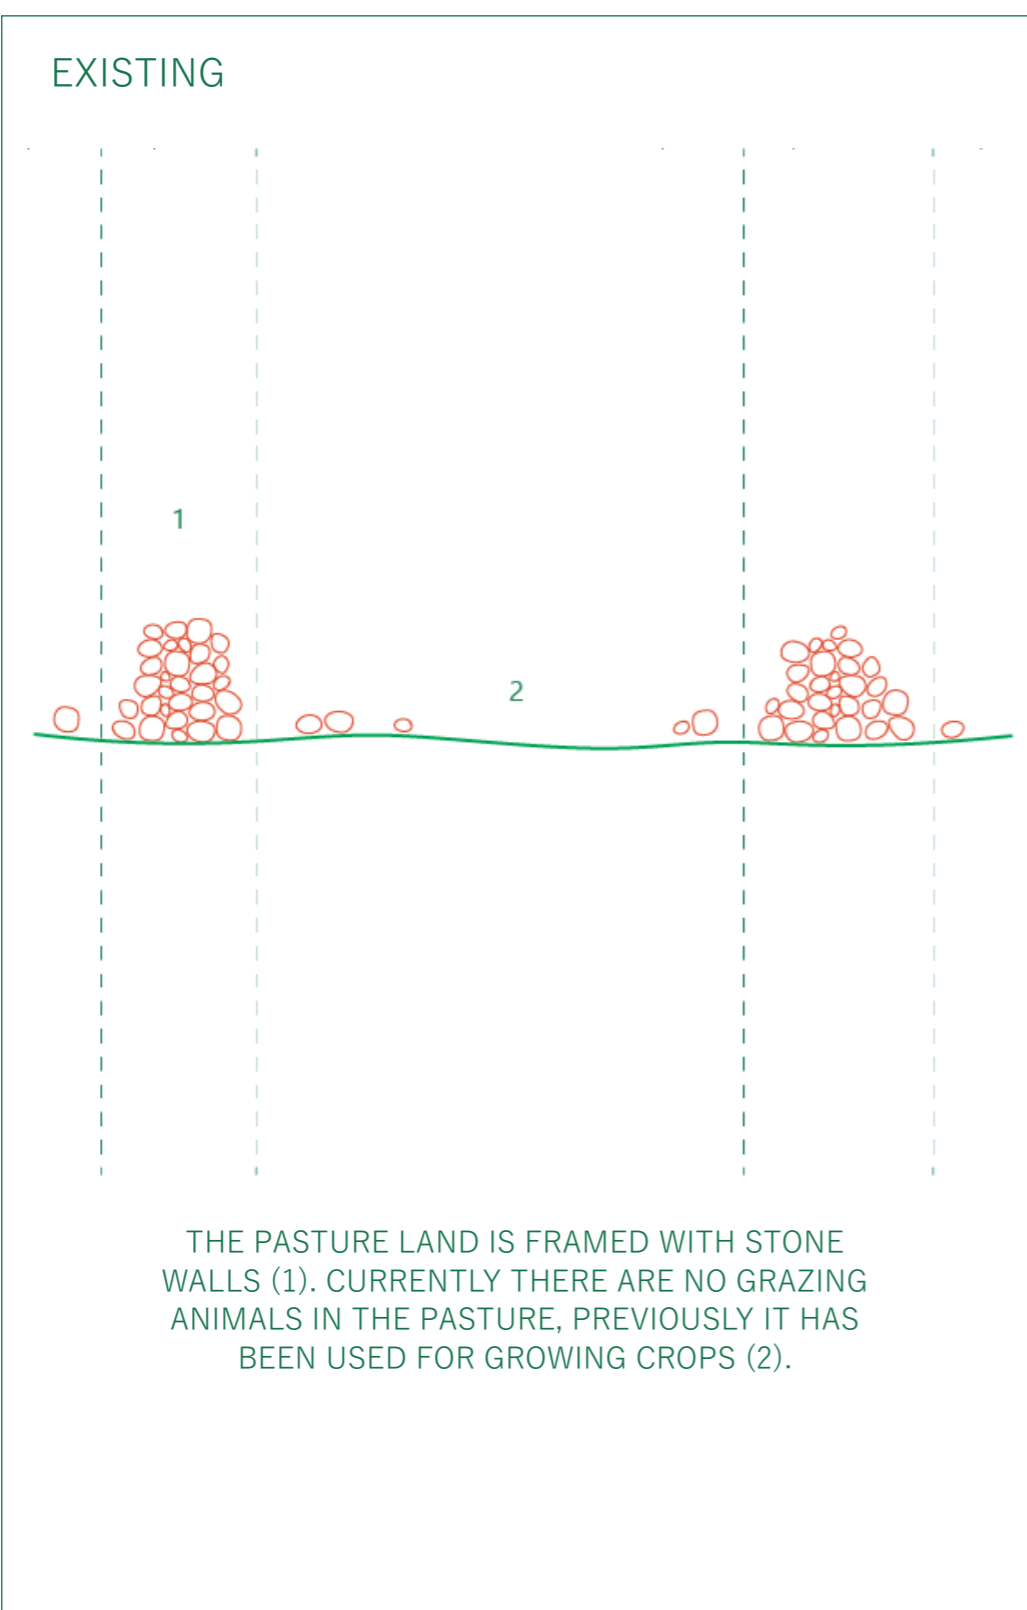 EXISTING
1
2
THE PASTURE LAND IS FRAMED WITH STONE
WALLS (1). CURRENTLY THERE ARE NO GRAZING
ANIMALS IN THE PASTURE, PREVIOUSLY IT HAS
BEEN USED FOR GROWING CROPS (2).